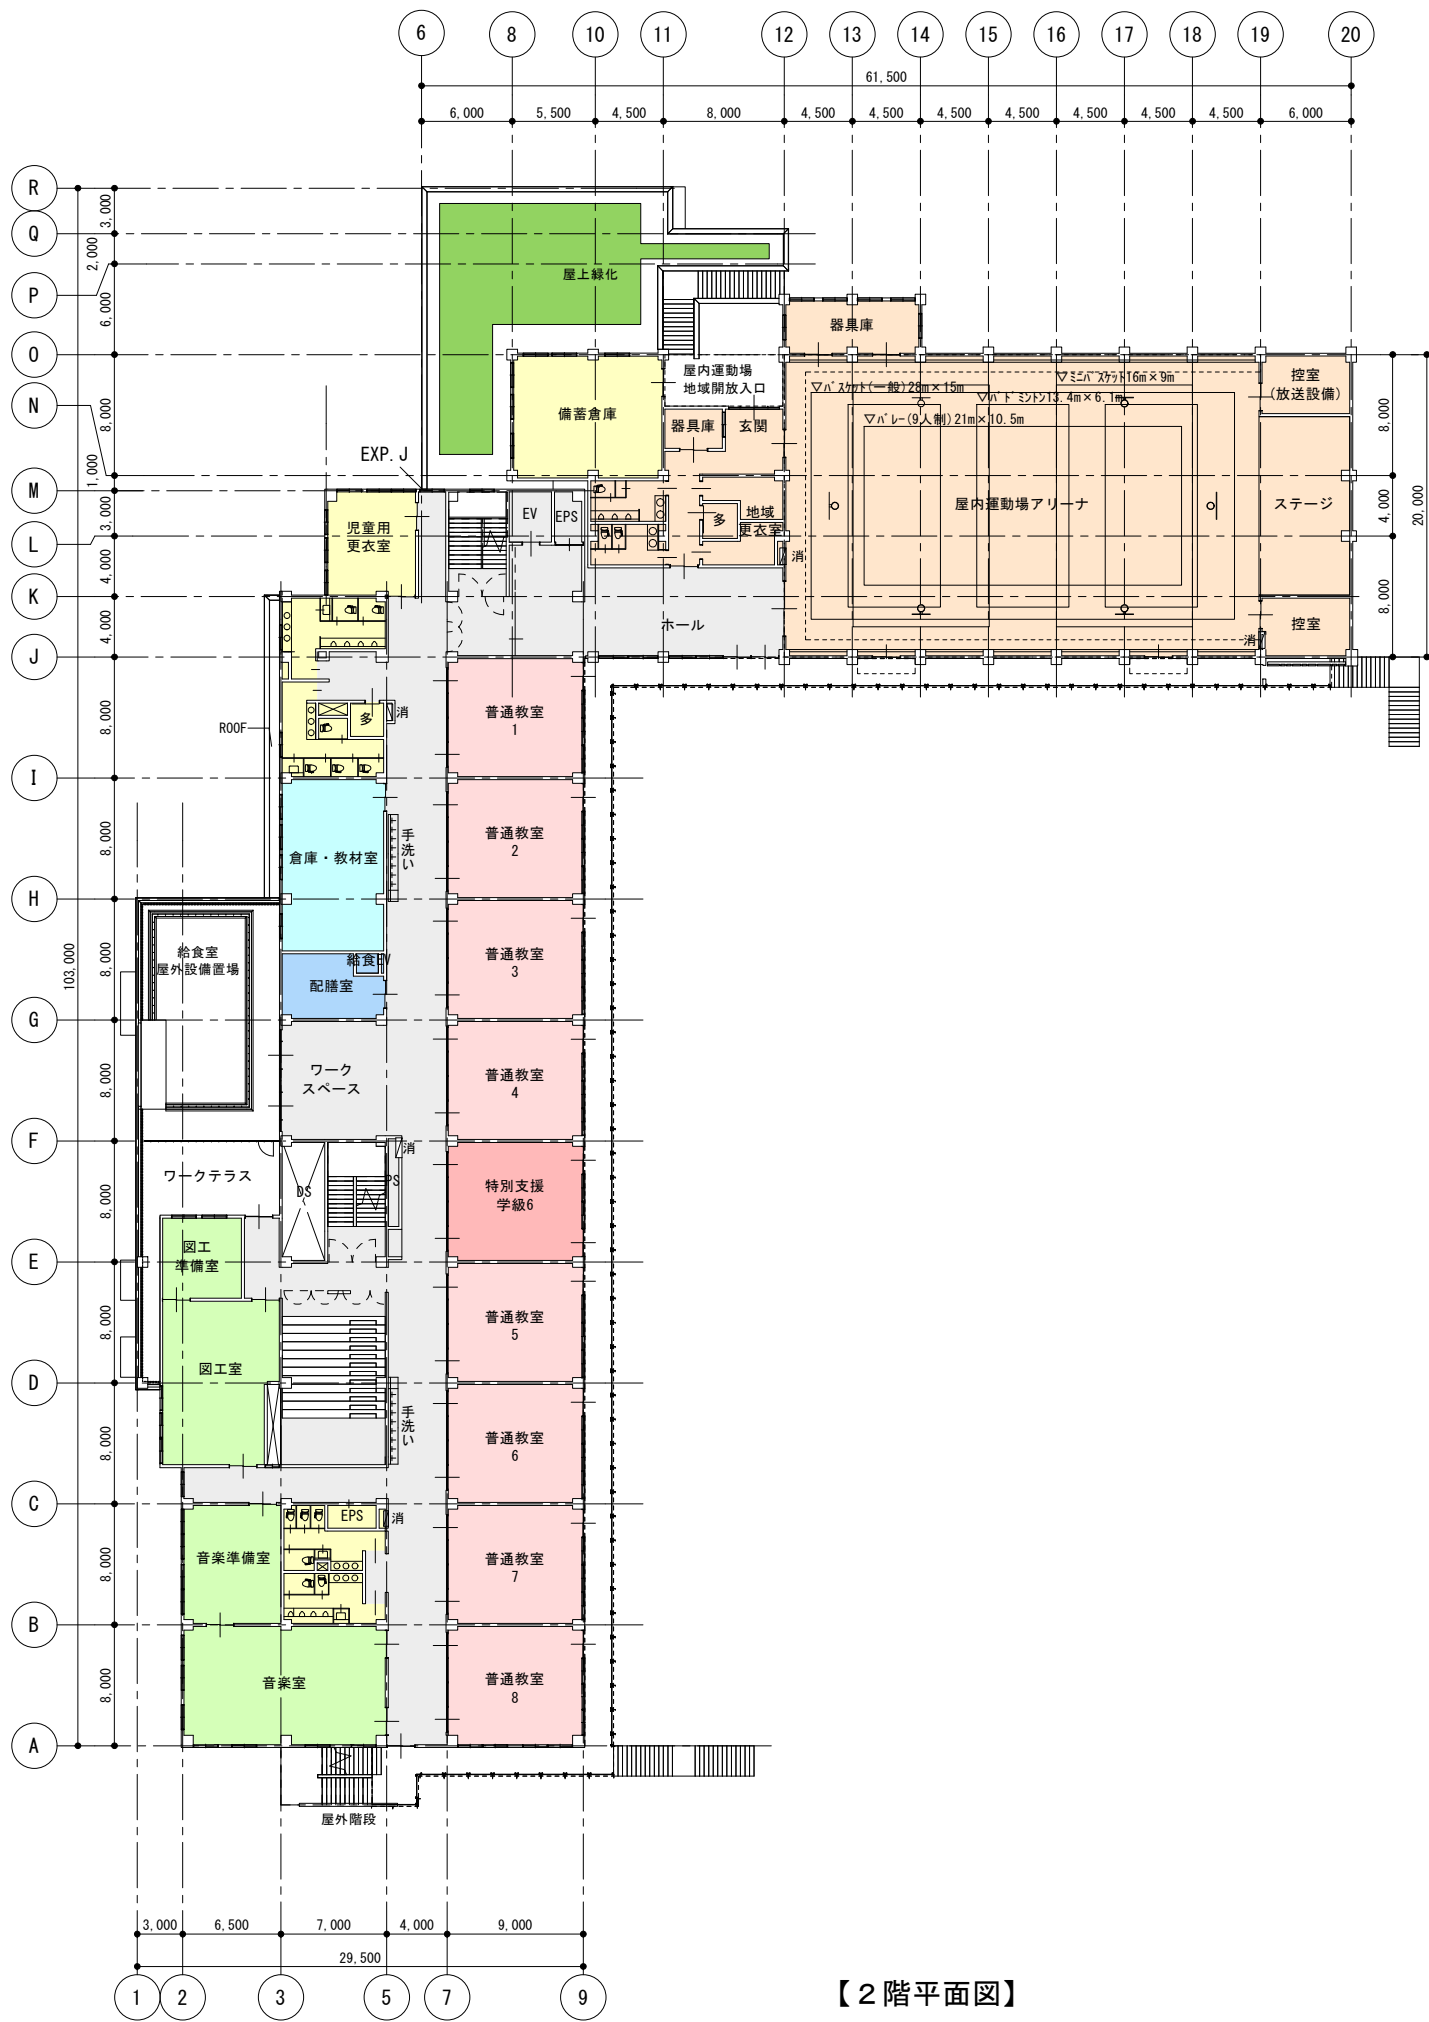 6
8
10
11
12
13
14
15
16
17
18
19
20
61,500
6,000
5,500
4,500
8,000
4,500
4,500
4,500
4,500
4,500
4,500
4,500
6,000
R
Q
P
O
N
M
L
K
J
I
H
G
F
E
D
C
B
A
3,000
2,000
6,000
8,000
1,000
3,000
4,000
4,000
8,000
8,000
8,000
8,000
8,000
8,000
8,000
8,000
8,000
103,000
8,000
4,000
8,000
20,000
屋上緑化
器具庫
屋内運動場
地域開放入口
備蓄倉庫
器具庫
玄関
控室
(放送設備)
▽ミニバスケット16m×9m
▽バスケット(一般)28m×15m
▽バドミントン13.4m×6.1m
▽バレー(9人制)21m×10.5m
EXP.J
児童用
更衣室
EV
EPS
多
地域
更衣室
消
屋内運動場アリーナ
ステージ
ホール
消
控室
ROOF
多
消
普通教室
1
普通教室
2
手洗い
倉庫・教材室
給食室
屋外設備置場
給食EV
配膳室
普通教室
3
ワーク
スペース
普通教室
4
ワークテラス
DS
PS
消
特別支援
学級6
図工
準備室
普通教室
5
図工室
手洗い
普通教室
6
EPS
消
音楽準備室
普通教室
7
音楽室
普通教室
8
屋外階段
3,000
6,500
7,000
4,000
9,000
29,500
1
2
3
5
7
9
【２階平面図】